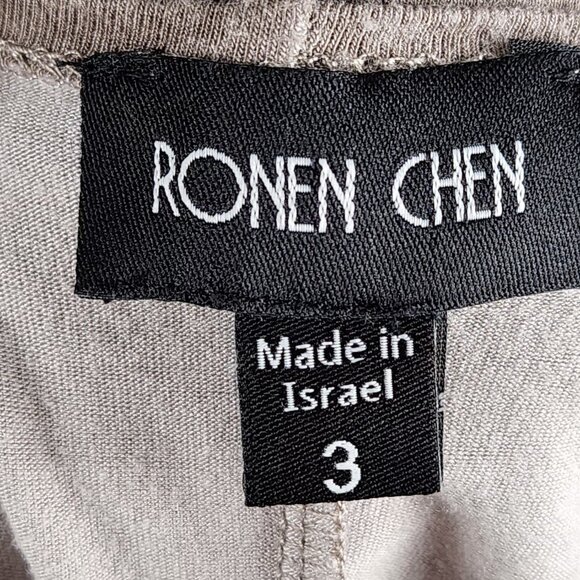 RONEN CHEN
Made in
Israel
3